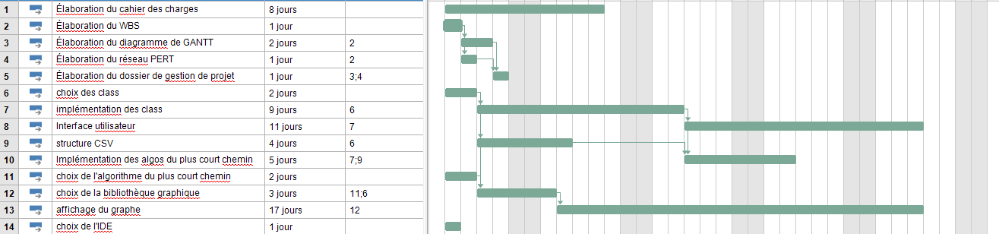 1 Élaboration du cahier des charges 8 jours
2 Élaboration du WBS 1 jour
3 Élaboration du diagramme de GANTT 2 jours 2
4 Élaboration du réseau PERT 1 jour 2
5 Élaboration du dossier de gestion de projet 1 jour 3;4
6 choix des class 2 jours
7 implémentation des class 9 jours 6
8 Interface utilisateur 11 jours 7
9 structure CSV 4 jours 6
10 Implémentation des algos du plus court chemin 5 jours 7;9
11 choix de l'algorithme du plus court chemin 2 jours
12 choix de la bibliothèque graphique 3 jours 11;6
13 affichage du graphe 17 jours 12
14 choix de l'IDE 1 jour